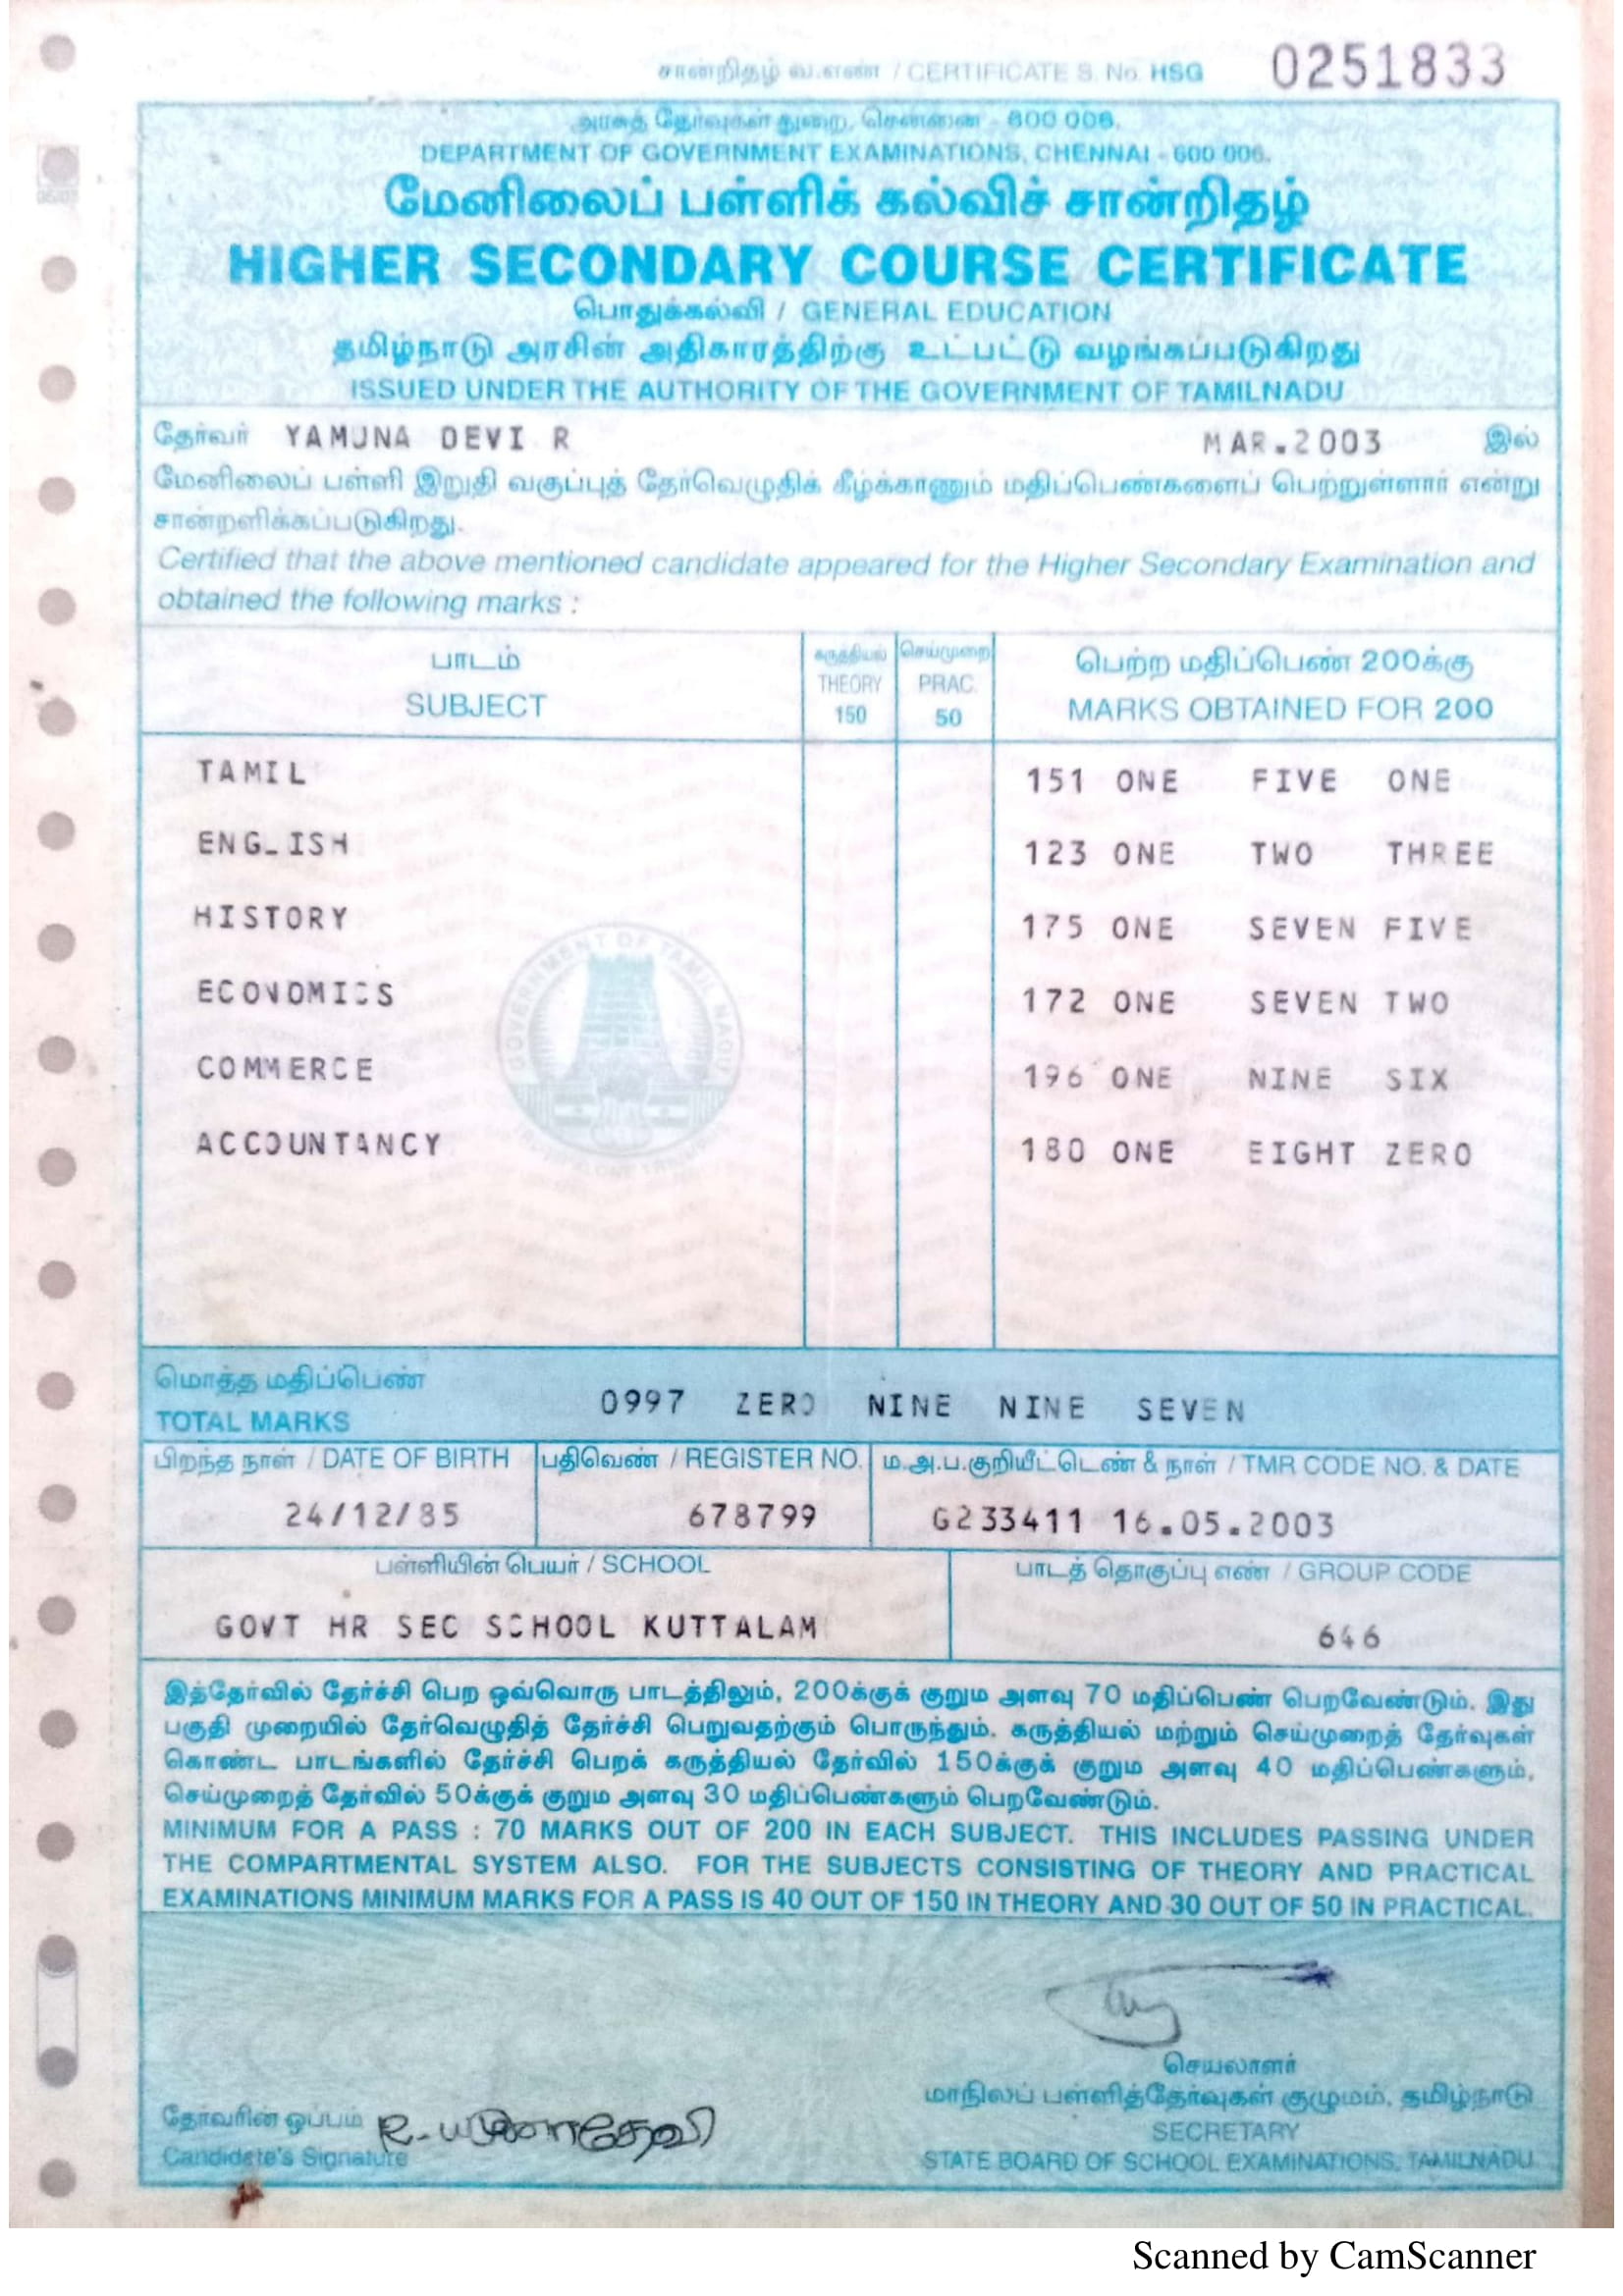 சான்றிதழ் வ.எண் / CERTIFICATE S. No. HSG 0251833
அரசுத் தேர்வுகள் துறை, சென்னை - 600 006.
DEPARTMENT OF GOVERNMENT EXAMINATIONS, CHENNAI - 600 006.
மேனிலைப் பள்ளிக் கல்விச் சான்றிதழ்
HIGHER SECONDARY COURSE CERTIFICATE
பொதுக்கல்வி / GENERAL EDUCATION
தமிழ்நாடு அரசின் அதிகாரத்திற்கு உட்பட்டு வழங்கப்படுகிறது
ISSUED UNDER THE AUTHORITY OF THE GOVERNMENT OF TAMILNADU
தேர்வர் YAMUNA DEVI R MAR.2003 இல்
மேனிலைப் பள்ளி இறுதி வகுப்புத் தேர்வெழுதிக் கீழ்க்காணும் மதிப்பெண்களைப் பெற்றுள்ளார் என்று
சான்றளிக்கப்படுகிறது.
Certified that the above mentioned candidate appeared for the Higher Secondary Examination and
obtained the following marks :
பாடம் கருத்தியல் செய்முறை பெற்ற மதிப்பெண் 200க்கு
SUBJECT THEORY PRAC. MARKS OBTAINED FOR 200
150 50
TAMIL 151 ONE FIVE ONE
ENGLISH 123 ONE TWO THREE
HISTORY 175 ONE SEVEN FIVE
ECONOMICS 172 ONE SEVEN TWO
COMMERCE 196 ONE NINE SIX
ACCOUNTANCY 180 ONE EIGHT ZERO
GOVERNMENT OF TAMIL NADU
மொத்த மதிப்பெண்
TOTAL MARKS 0997 ZERO NINE NINE SEVEN
பிறந்த நாள் / DATE OF BIRTH பதிவெண் / REGISTER NO. ம.அ.ப.குறியீட்டெண் & நாள் / TMR CODE NO. & DATE
24/12/85 678799 G233411 16.05.2003
பள்ளியின் பெயர் / SCHOOL பாடத் தொகுப்பு எண் / GROUP CODE
GOVT HR SEC SCHOOL KUTTALAM 646
இத்தேர்வில் தேர்ச்சி பெற ஒவ்வொரு பாடத்திலும், 200க்குக் குறும அளவு 70 மதிப்பெண் பெறவேண்டும். இது
பகுதி முறையில் தேர்வெழுதித் தேர்ச்சி பெறுவதற்கும் பொருந்தும். கருத்தியல் மற்றும் செய்முறைத் தேர்வுகள்
கொண்ட பாடங்களில் தேர்ச்சி பெறக் கருத்தியல் தேர்வில் 150க்குக் குறும அளவு 40 மதிப்பெண்களும்,
செய்முறைத் தேர்வில் 50க்குக் குறும அளவு 30 மதிப்பெண்களும் பெறவேண்டும்.
MINIMUM FOR A PASS : 70 MARKS OUT OF 200 IN EACH SUBJECT. THIS INCLUDES PASSING UNDER
THE COMPARTMENTAL SYSTEM ALSO. FOR THE SUBJECTS CONSISTING OF THEORY AND PRACTICAL
EXAMINATIONS MINIMUM MARKS FOR A PASS IS 40 OUT OF 150 IN THEORY AND 30 OUT OF 50 IN PRACTICAL.
செயலாளர்
மாநிலப் பள்ளித்தேர்வுகள் குழுமம், தமிழ்நாடு
தேர்வரின் ஒப்பம் R. யமுனாதேவி SECRETARY
Candidate's Signature STATE BOARD OF SCHOOL EXAMINATIONS, TAMILNADU
Scanned by CamScanner